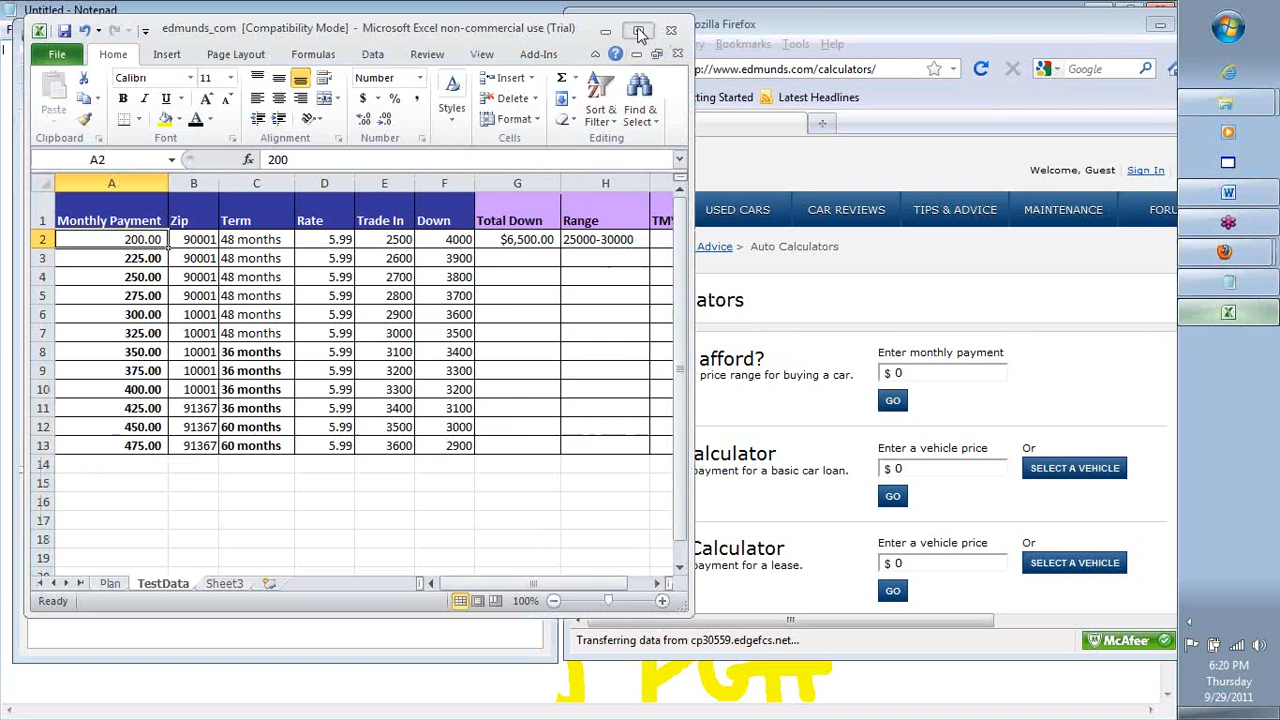 Untitled - Notepad
edmunds_com [Compatibility Mode] - Microsoft Excel non-commercial use (Trial)
File Home Insert Page Layout Formulas Data Review View Add-Ins
Paste
Clipboard
Calibri 11
Font
Alignment
Number
$ % ,
Number
Styles
Insert
Delete
Format
Cells
Sort & Filter
Find & Select
Editing
A2 fx 200
A B C D E F G H
1 Monthly Payment Zip Term Rate Trade In Down Total Down Range
2 200.00 90001 48 months 5.99 2500 4000 $6,500.00 25000-30000
3 225.00 90001 48 months 5.99 2600 3900
4 250.00 90001 48 months 5.99 2700 3800
5 275.00 90001 48 months 5.99 2800 3700
6 300.00 10001 48 months 5.99 2900 3600
7 325.00 10001 48 months 5.99 3000 3500
8 350.00 10001 36 months 5.99 3100 3400
9 375.00 10001 36 months 5.99 3200 3300
10 400.00 10001 36 months 5.99 3300 3200
11 425.00 91367 36 months 5.99 3400 3100
12 450.00 91367 60 months 5.99 3500 3000
13 475.00 91367 60 months 5.99 3600 2900
14
15
16
17
18
19
Plan TestData Sheet3
Ready 100%
Firefox
Bookmarks Tools Help
://www.edmunds.com/calculators/ Google
Started Latest Headlines
Welcome, Guest Sign In
USED CARS CAR REVIEWS TIPS & ADVICE MAINTENANCE
Advice » Auto Calculators
afford?
price range for buying a car.
Enter monthly payment
$ 0
GO
payment for a basic car loan.
Enter a vehicle price Or
$ 0 SELECT A VEHICLE
GO
Calculator
payment for a lease.
Enter a vehicle price Or
$ 0 SELECT A VEHICLE
GO
Transferring data from cp30559.edgefcs.net...
McAfee
6:20 PM
Thursday
9/29/2011